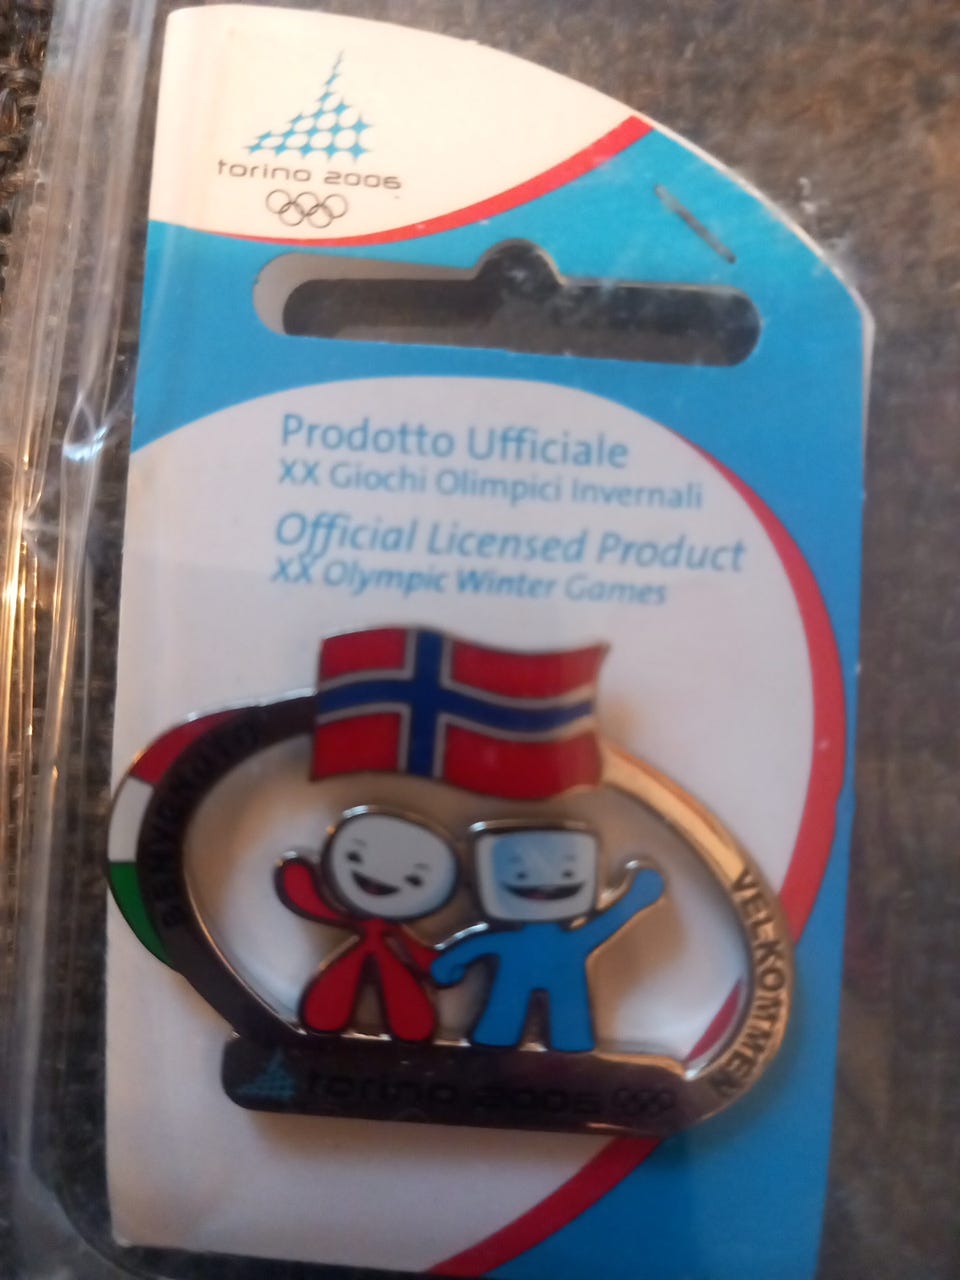 torino 2006
Prodotto Ufficiale
XX Giochi Olimpici Invernali
Official Licensed Product
XX Olympic Winter Games
BENVENUTO
VELKOMMEN
torino 2006